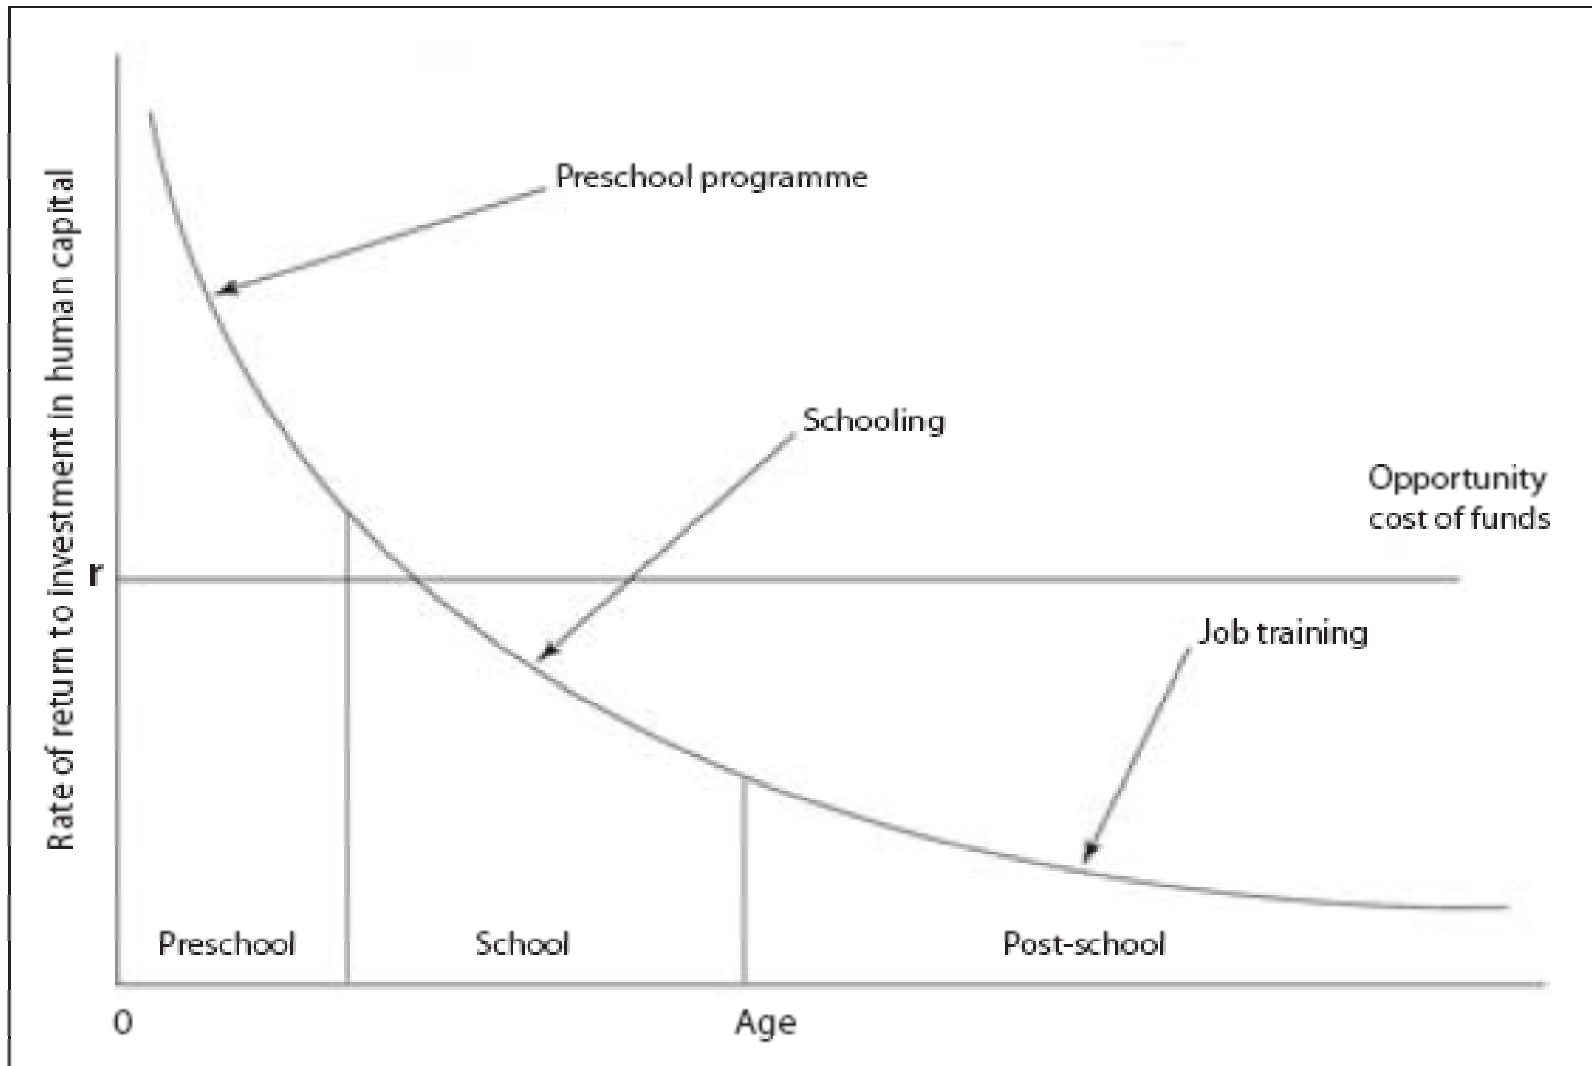 Preschool programme
Schooling
Opportunity
cost of funds
r
Job training
Rate of return to investment in human capital
Preschool
School
Post-school
0
Age